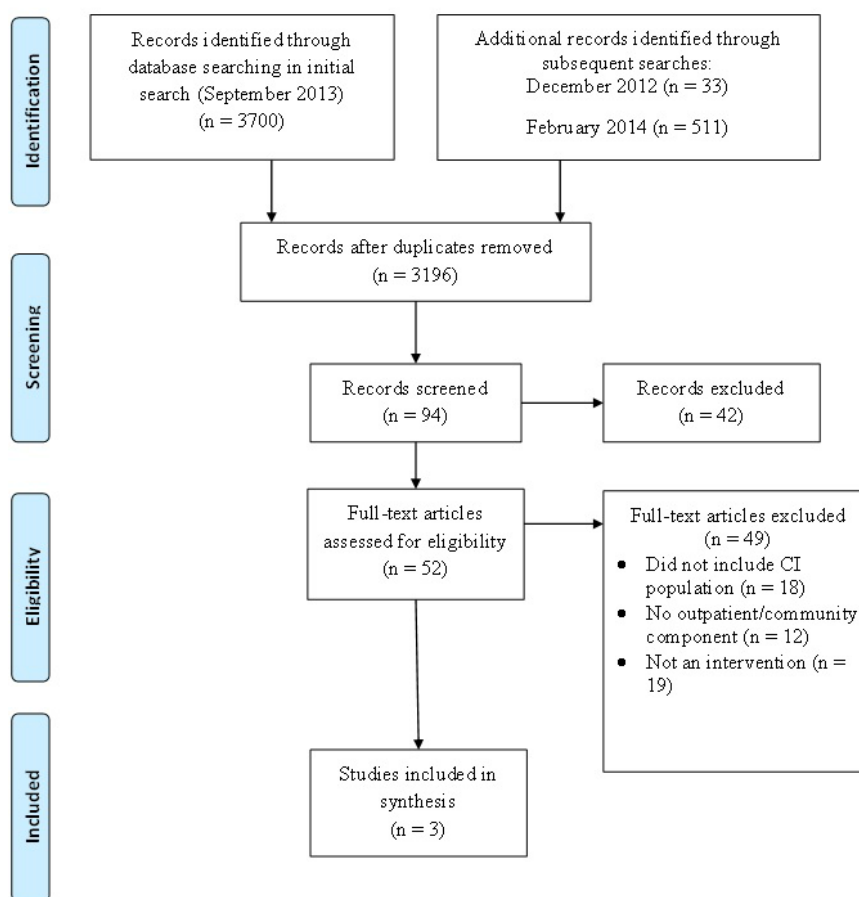 Identification
Records identified through
database searching in initial
search (September 2013)
(n = 3700)
Additional records identified through
subsequent searches:
December 2012 (n = 33)
February 2014 (n = 511)
Records after duplicates removed
(n = 3196)
Screening
Records screened
(n = 94)
Records excluded
(n = 42)
Eligibility
Full-text articles
assessed for eligibility
(n = 52)
Full-text articles excluded
(n = 49)
• Did not include CI
population (n = 18)
• No outpatient/community
component (n = 12)
• Not an intervention (n =
19)
Included
Studies included in
synthesis
(n = 3)